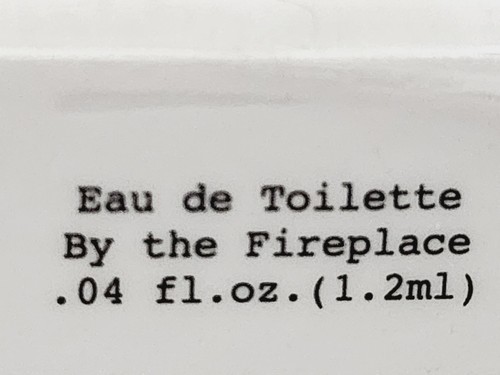 Eau de Toilette
By the Fireplace
.04 fl.oz.(1.2ml)